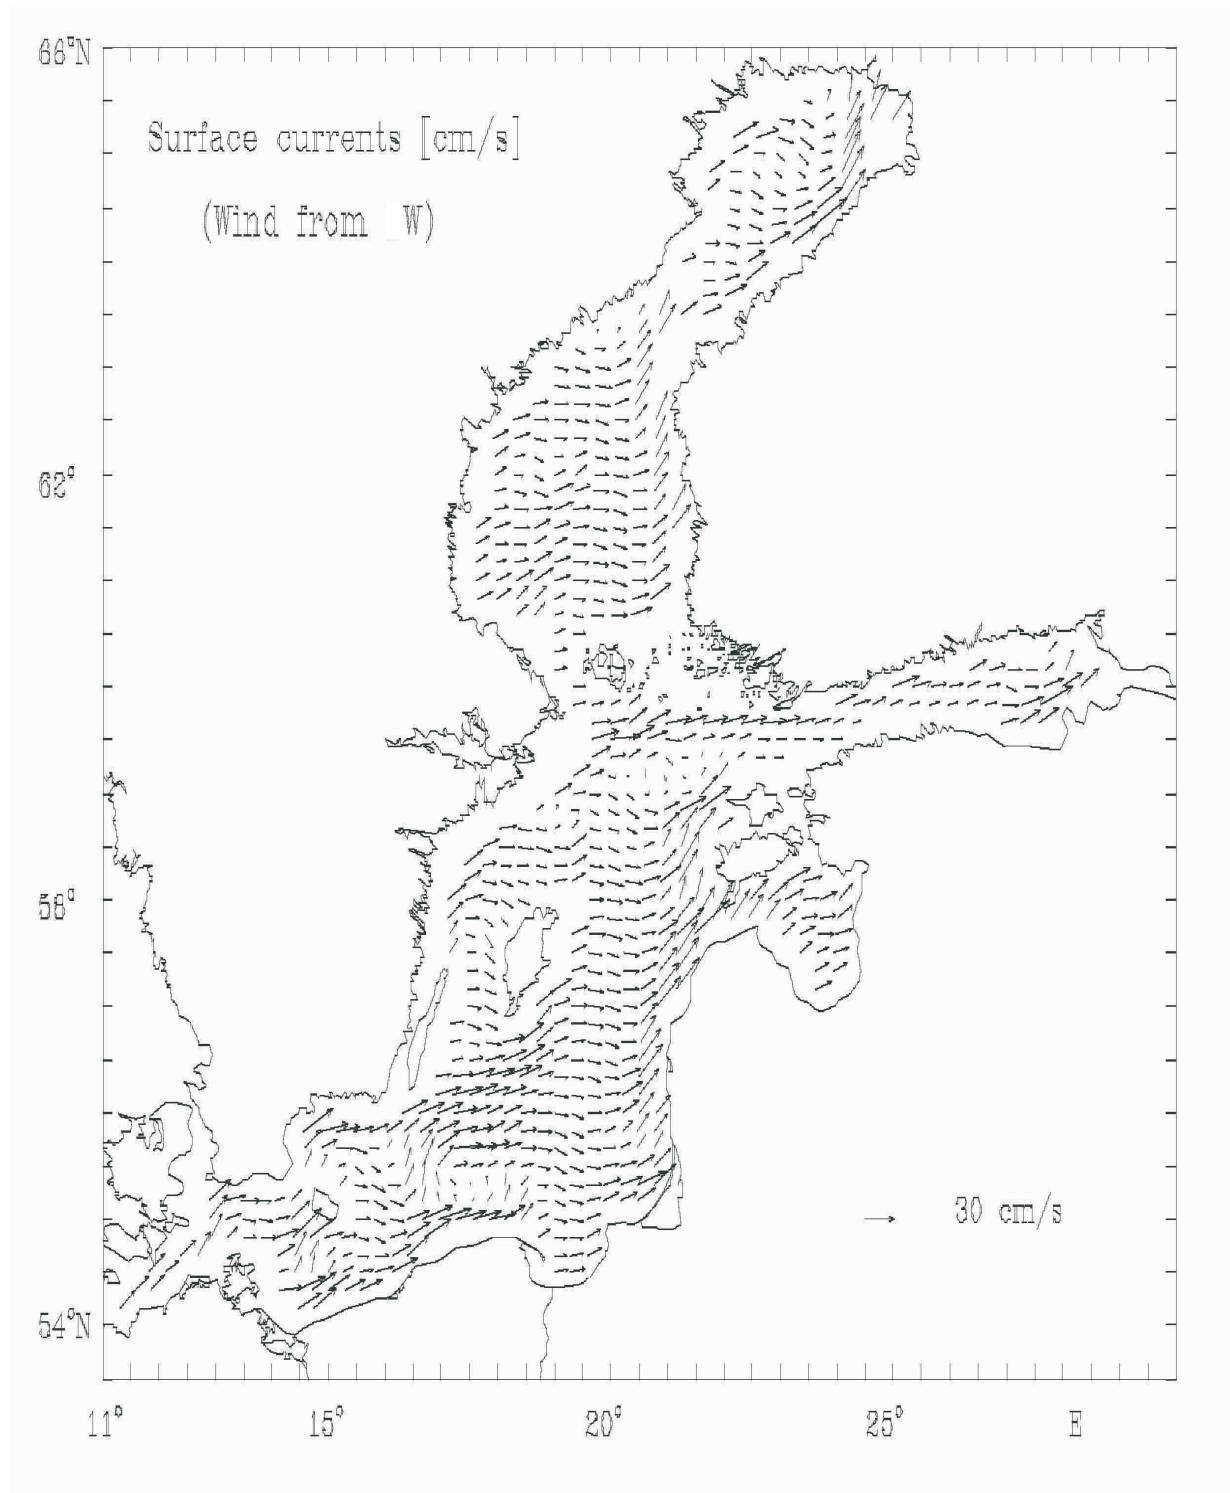 66°N
Surface currents [cm/s]
(Wind from W)
62°
58°
30 cm/s
54°N
11° 15° 20° 25° E